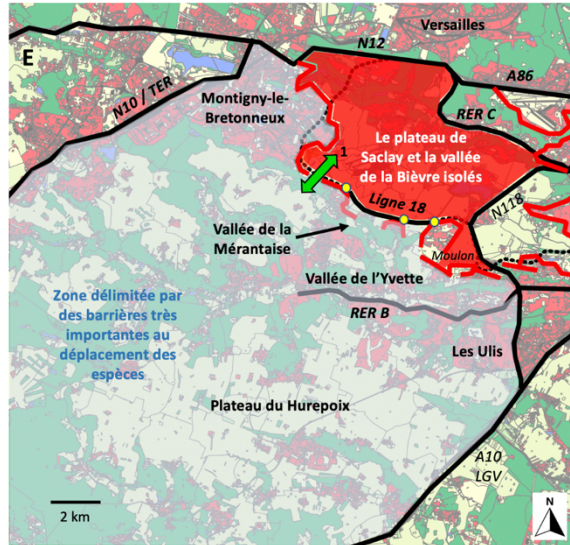 E
Versailles
N12
A86
N10 / TER
Montigny-le-
Bretonneux
RER C
Le plateau de
Saclay et la vallée
de la Bièvre isolés
1
Ligne 18
N118
Vallée de la
Mérantaise
Moulon
Vallée de l'Yvette
RER B
Zone délimitée par
des barrières très
importantes au
déplacement des
espèces
Les Ulis
Plateau du Hurepoix
A10
LGV
2 km
N